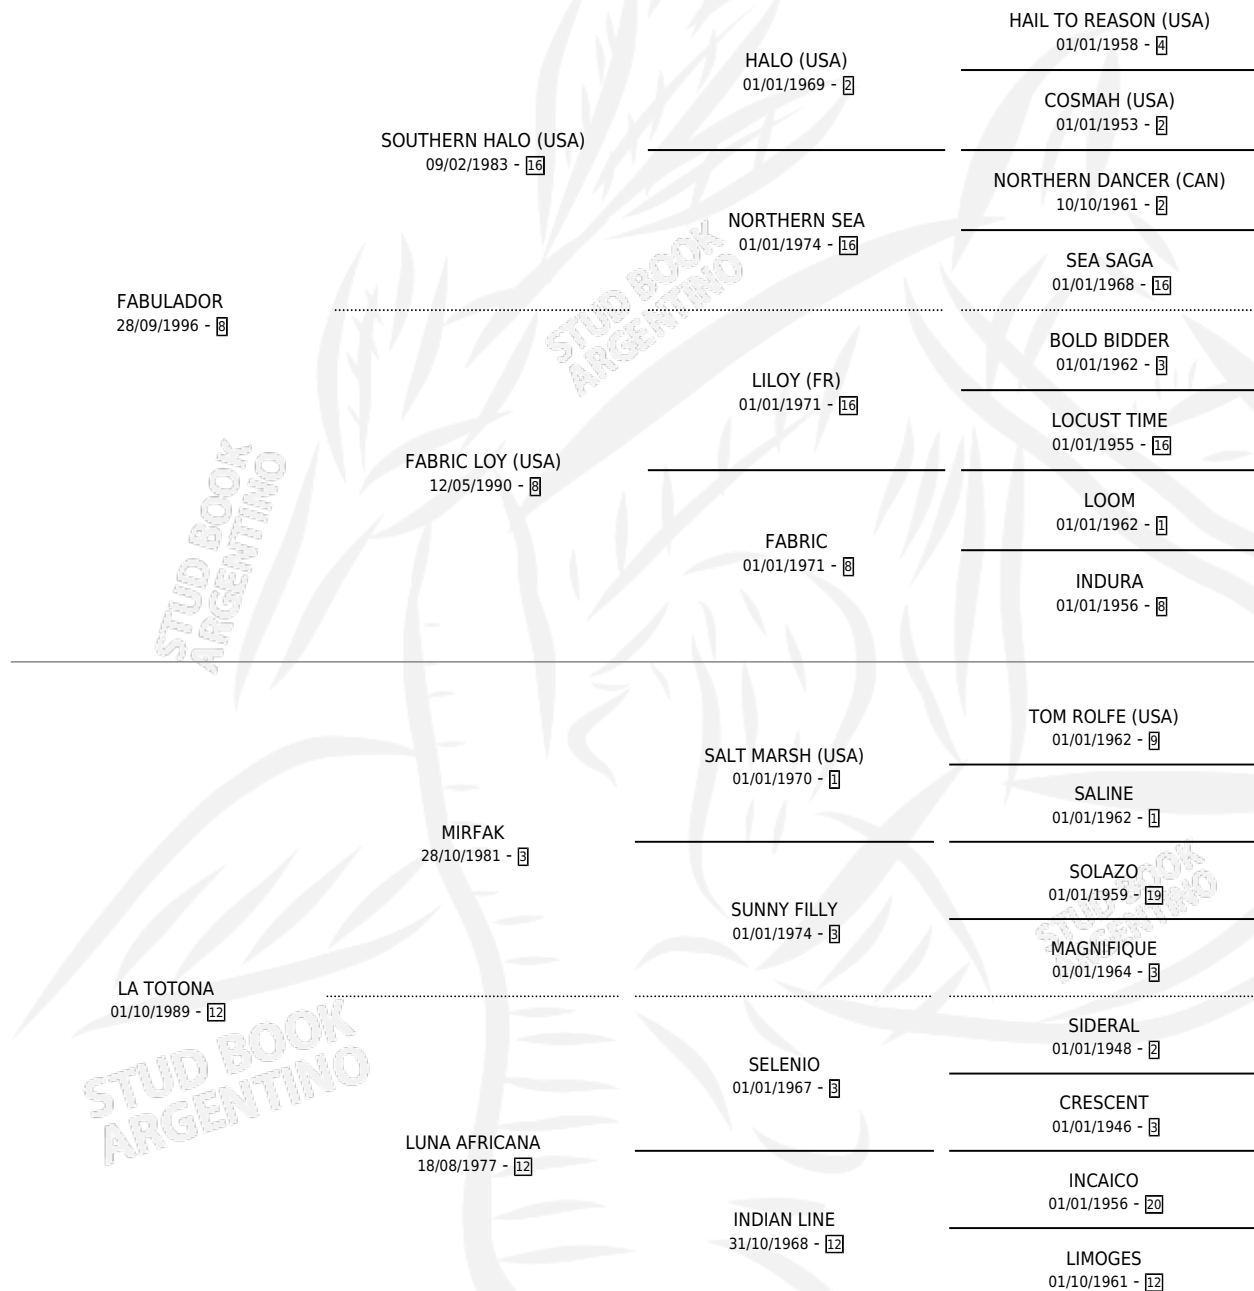 HAIL TO REASON (USA)
01/01/1958 - 4
HALO (USA)
01/01/1969 - 2
COSMAH (USA)
01/01/1953 - 2
SOUTHERN HALO (USA)
09/02/1983 - 16
NORTHERN DANCER (CAN)
10/10/1961 - 2
NORTHERN SEA
01/01/1974 - 16
SEA SAGA
01/01/1968 - 16
FABULADOR
28/09/1996 - 8
BOLD BIDDER
01/01/1962 - 3
LILOY (FR)
01/01/1971 - 16
LOCUST TIME
01/01/1955 - 16
FABRIC LOY (USA)
12/05/1990 - 8
LOOM
01/01/1962 - 1
FABRIC
01/01/1971 - 8
INDURA
01/01/1956 - 8
TOM ROLFE (USA)
01/01/1962 - 9
SALT MARSH (USA)
01/01/1970 - 1
SALINE
01/01/1962 - 1
MIRFAK
28/10/1981 - 3
SOLAZO
01/01/1959 - 19
SUNNY FILLY
01/01/1974 - 3
MAGNIFIQUE
01/01/1964 - 3
LA TOTONA
01/10/1989 - 12
SIDERAL
01/01/1948 - 2
SELENIO
01/01/1967 - 3
CRESCENT
01/01/1946 - 3
LUNA AFRICANA
18/08/1977 - 12
INCAICO
01/01/1956 - 20
INDIAN LINE
31/10/1968 - 12
LIMOGES
01/10/1961 - 12
STUD BOOK
ARGENTINO
STUD BOOK
ARGENTINO
STUD BOOK
ARGENTINO
STUD BOOK
ARGENTINO